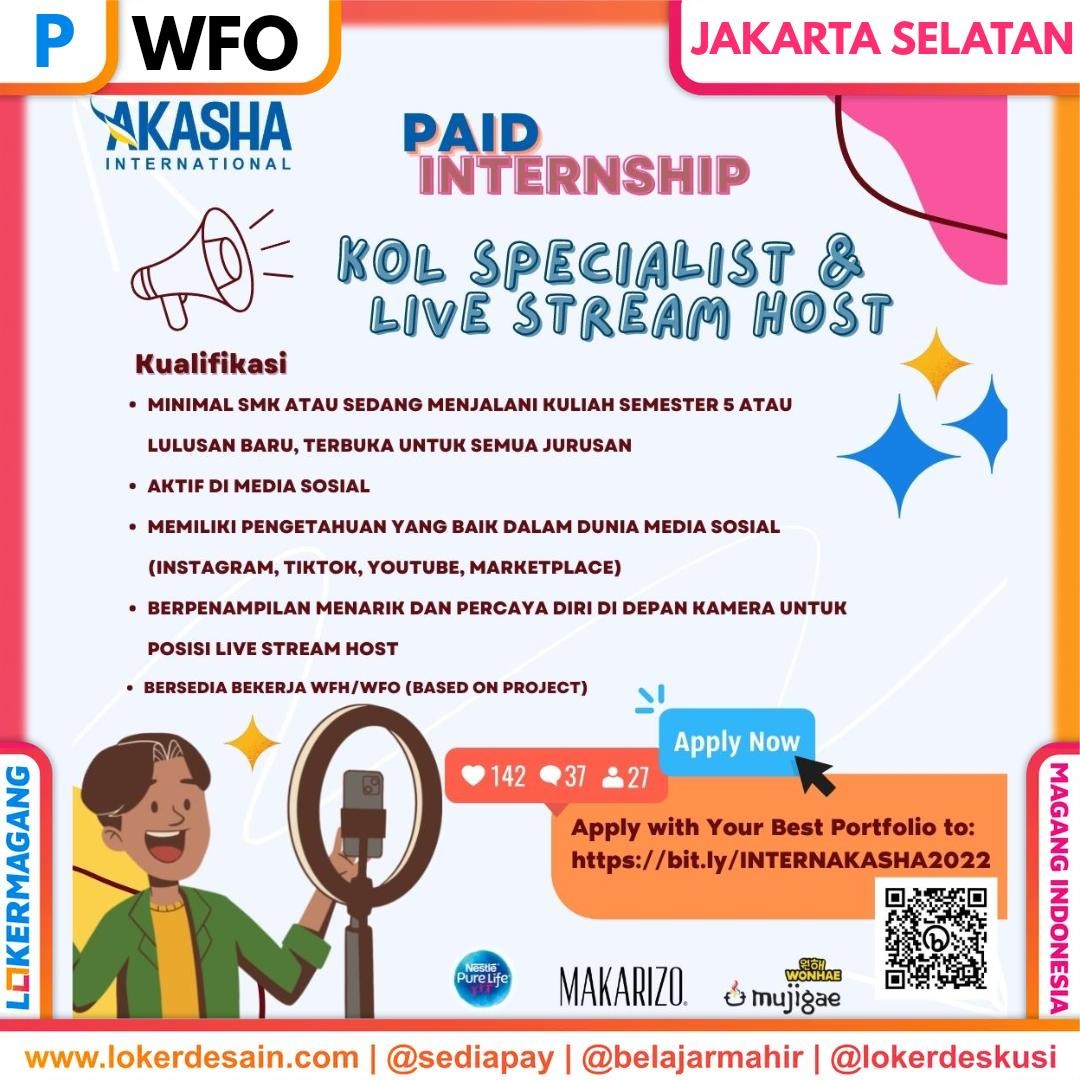 P
WFO
JAKARTA SELATAN
AKASHA
INTERNATIONAL
PAID
INTERNSHIP
KOL SPECIALIST &
LIVE STREAM HOST
Kualifikasi
• MINIMAL SMK ATAU SEDANG MENJALANI KULIAH SEMESTER 5 ATAU
LULUSAN BARU, TERBUKA UNTUK SEMUA JURUSAN
• AKTIF DI MEDIA SOSIAL
• MEMILIKI PENGETAHUAN YANG BAIK DALAM DUNIA MEDIA SOSIAL
(INSTAGRAM, TIKTOK, YOUTUBE, MARKETPLACE)
• BERPENAMPILAN MENARIK DAN PERCAYA DIRI DI DEPAN KAMERA UNTUK
POSISI LIVE STREAM HOST
• BERSEDIA BEKERJA WFH/WFO (BASED ON PROJECT)
Apply Now
142 37 27
Apply with Your Best Portfolio to:
https://bit.ly/INTERNAKASHA2022
LOKERMAGANG
MAGANG INDONESIA
Nestlé
Pure Life
MAKARIZO®
원해
WONHAE
mujigae
www.lokerdesain.com | @sediapay | @belajarmahir | @lokerdeskusi